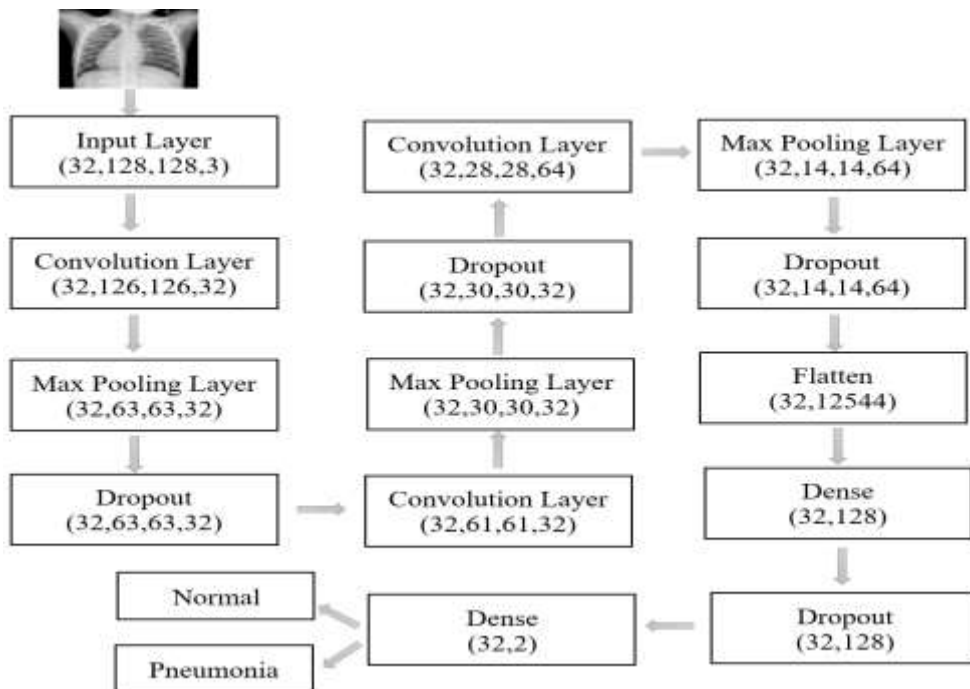 Input Layer
(32,128,128,3)
Convolution Layer
(32,126,126,32)
Max Pooling Layer
(32,63,63,32)
Dropout
(32,63,63,32)
Convolution Layer
(32,61,61,32)
Max Pooling Layer
(32,30,30,32)
Dropout
(32,30,30,32)
Convolution Layer
(32,28,28,64)
Max Pooling Layer
(32,14,14,64)
Dropout
(32,14,14,64)
Flatten
(32,12544)
Dense
(32,128)
Dropout
(32,128)
Dense
(32,2)
Normal
Pneumonia